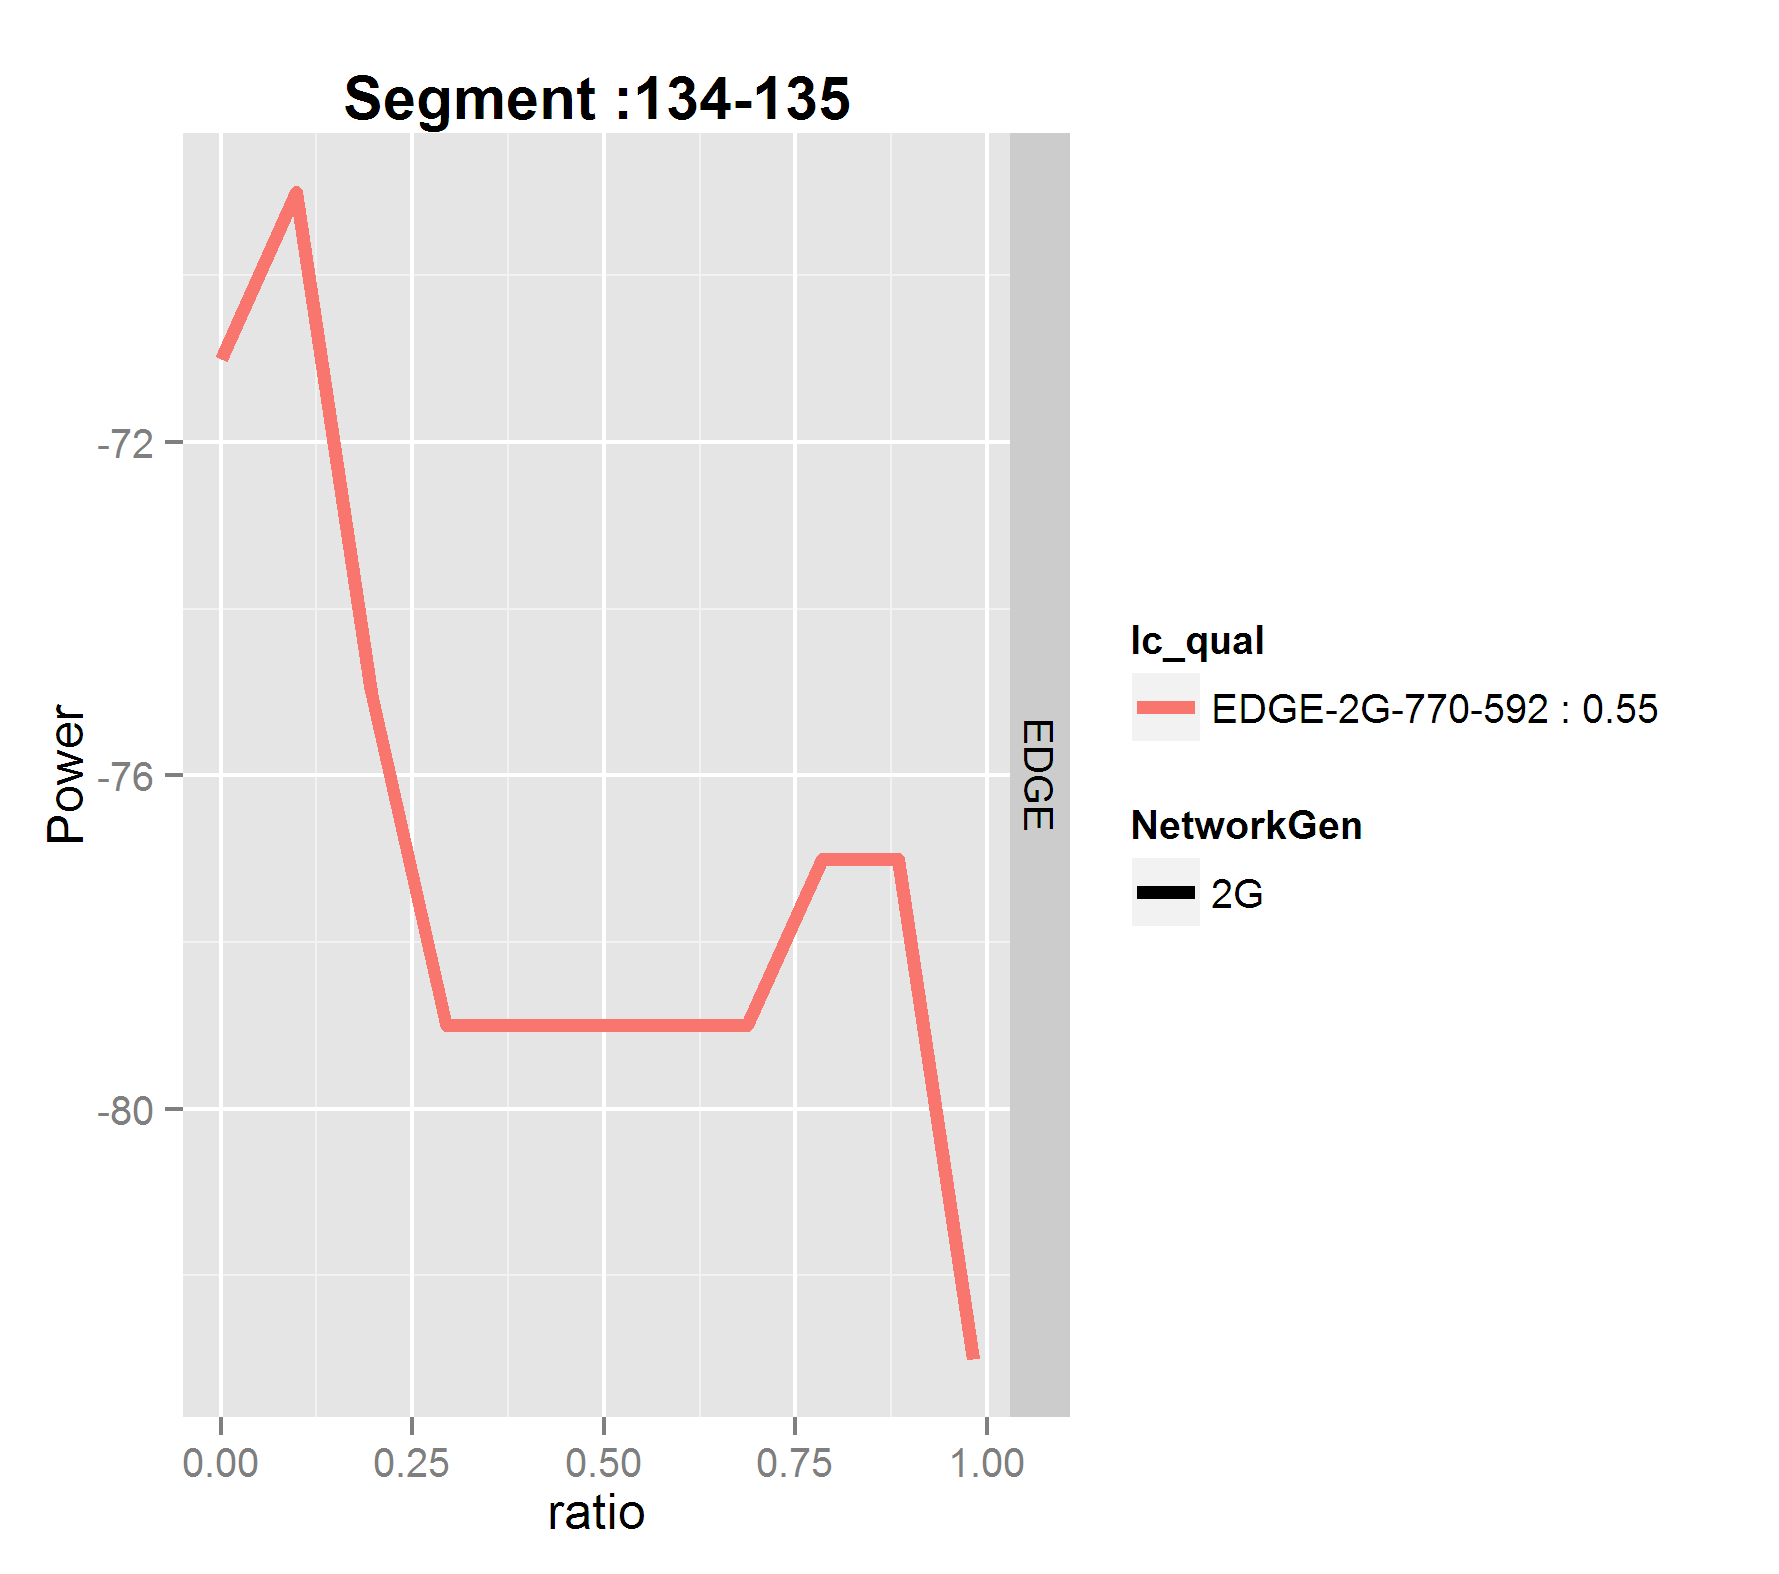 Segment :134-135
Power
-72
-76
-80
0.00 0.25 0.50 0.75 1.00
ratio
EDGE
lc_qual
EDGE-2G-770-592 : 0.55
NetworkGen
2G